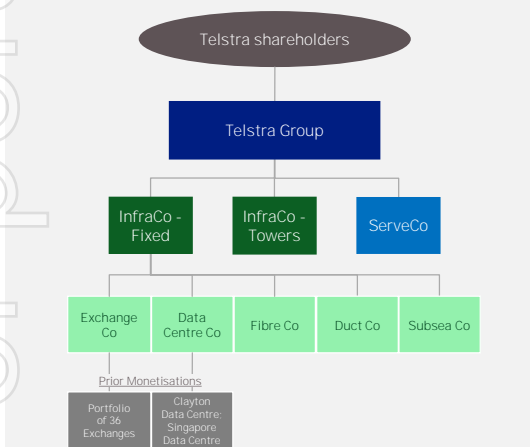 Telstra shareholders
Telstra Group
InfraCo -
Fixed
InfraCo -
Towers
ServeCo
Exchange
Co
Data
Centre Co
Fibre Co
Duct Co
Subsea Co
Prior Monetisations
Portfolio
of 36
Exchanges
Clayton
Data Centre:
Singapore
Data Centre